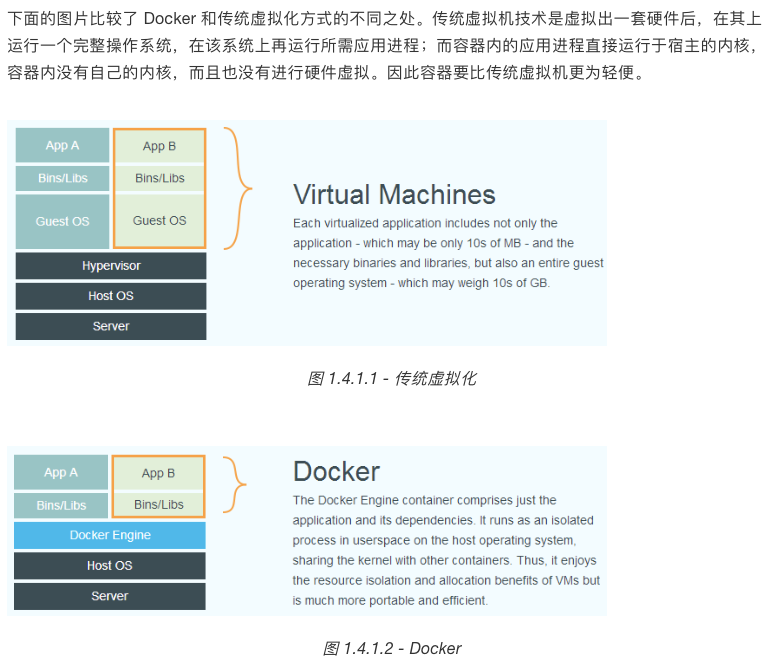 下面的图片比较了 Docker 和传统虚拟化方式的不同之处。传统虚拟机技术是虚拟出一套硬件后，在其上
运行一个完整操作系统，在该系统上再运行所需应用进程；而容器内的应用进程直接运行于宿主的内核，
容器内没有自己的内核，而且也没有进行硬件虚拟。因此容器要比传统虚拟机更为轻便。
App A
App B
Bins/Libs
Bins/Libs
Guest OS
Guest OS
Hypervisor
Host OS
Server
Virtual Machines
Each virtualized application includes not only the
application - which may be only 10s of MB - and the
necessary binaries and libraries, but also an entire guest
operating system - which may weigh 10s of GB.
图 1.4.1.1 - 传统虚拟化
App A
App B
Bins/Libs
Bins/Libs
Docker Engine
Host OS
Server
Docker
The Docker Engine container comprises just the
application and its dependencies. It runs as an isolated
process in userspace on the host operating system,
sharing the kernel with other containers. Thus, it enjoys
the resource isolation and allocation benefits of VMs but
is much more portable and efficient.
图 1.4.1.2 - Docker